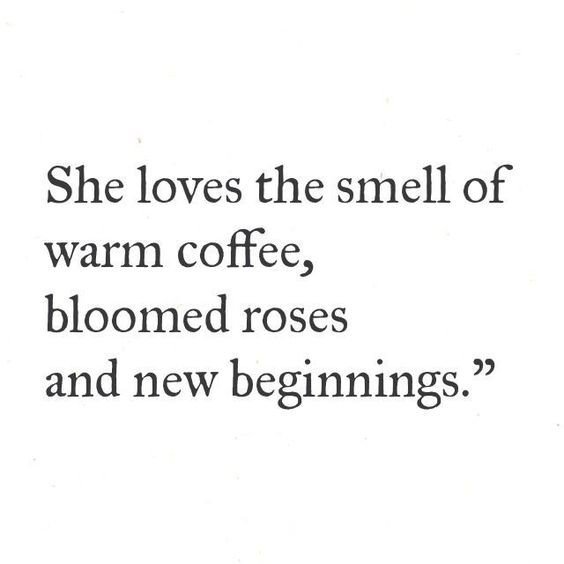 She loves the smell of
warm coffee,
bloomed roses
and new beginnings.”